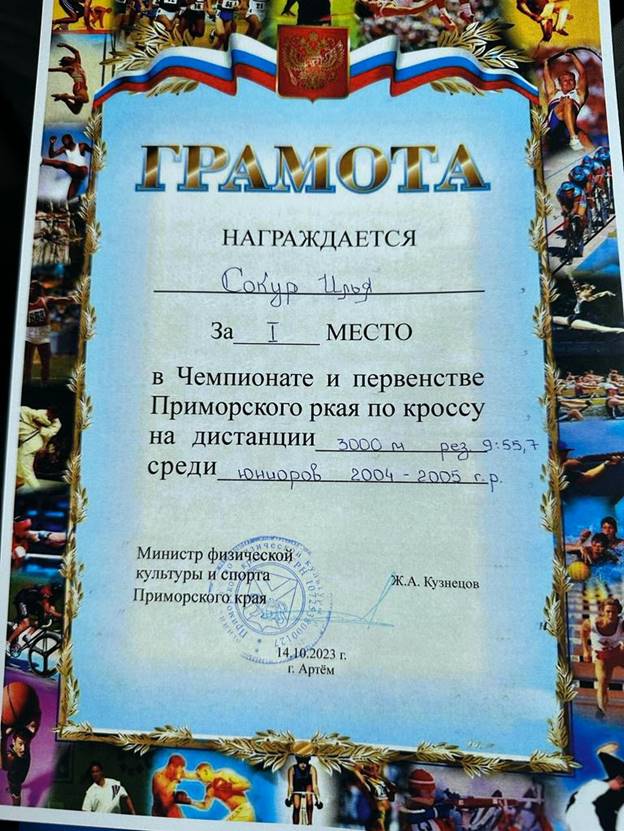 ГРАМОТА
НАГРАЖДАЕТСЯ
Сокур Илья
За I МЕСТО
в Чемпионате и первенстве
Приморского ркая по кроссу
на дистанции 3000 м рез 9:55,7
среди юниоров 2004 - 2005 г.р.
Министр физической
культуры и спорта
Приморского края
Ж.А. Кузнецов
14.10.2023 г.
г. Артём